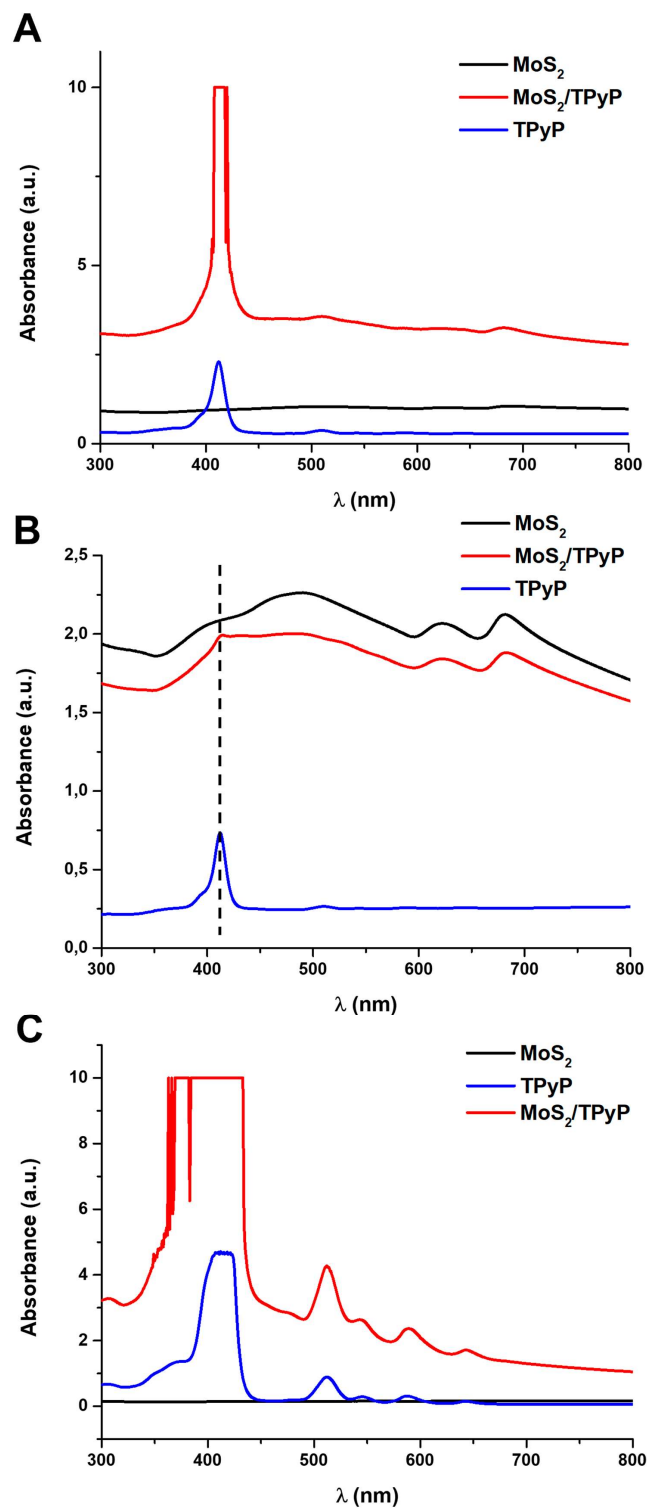 A
MoS₂
MoS₂/TPyP
TPyP
10
5
0
Absorbance (a.u.)
300 400 500 600 700 800
λ (nm)
B
MoS₂
MoS₂/TPyP
TPyP
2,5
2,0
1,5
1,0
0,5
0,0
Absorbance (a.u.)
300 400 500 600 700 800
λ (nm)
C
MoS₂
TPyP
MoS₂/TPyP
10
8
6
4
2
0
Absorbance (a.u.)
300 400 500 600 700 800
λ (nm)